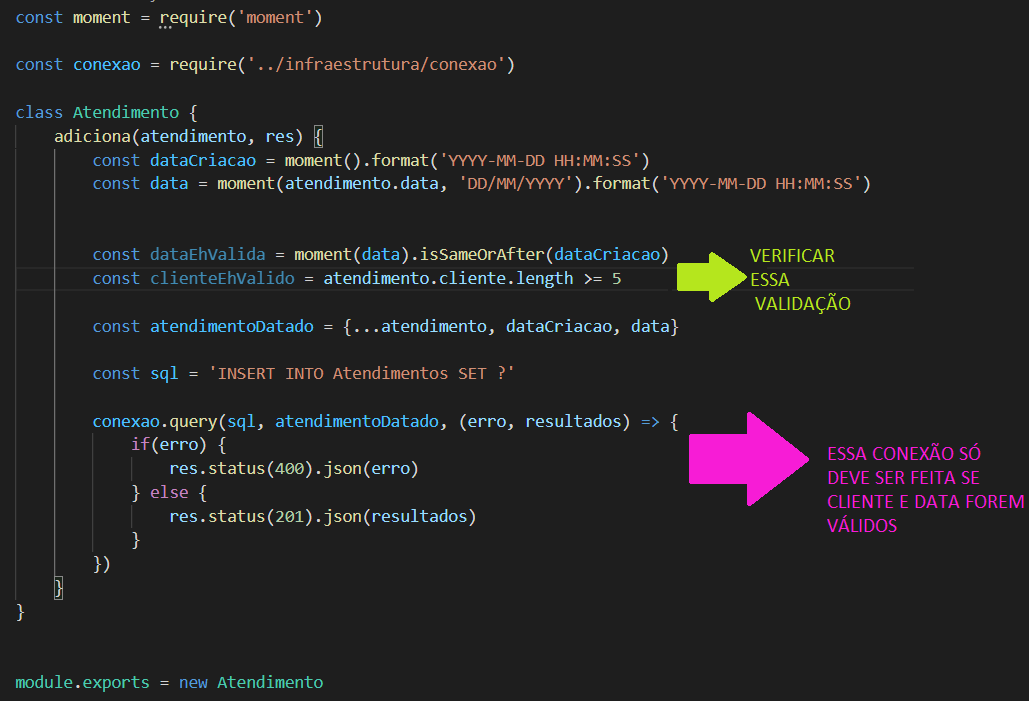 const moment = require('moment')
const conexao = require('../infraestrutura/conexao')
class Atendimento {
adiciona(atendimento, res) {
const dataCriacao = moment().format('YYYY-MM-DD HH:MM:SS')
const data = moment(atendimento.data, 'DD/MM/YYYY').format('YYYY-MM-DD HH:MM:SS')
const dataEhValida = moment(data).isSameOrAfter(dataCriacao)
const clienteEhValido = atendimento.cliente.length >= 5
VERIFICAR
ESSA
VALIDAÇÃO
const atendimentoDatado = {...atendimento, dataCriacao, data}
const sql = 'INSERT INTO Atendimentos SET ?'
conexao.query(sql, atendimentoDatado, (erro, resultados) => {
if(erro) {
res.status(400).json(erro)
} else {
res.status(201).json(resultados)
}
})
}
}
ESSA CONEXÃO SÓ
DEVE SER FEITA SE
CLIENTE E DATA FOREM
VÁLIDOS
module.exports = new Atendimento